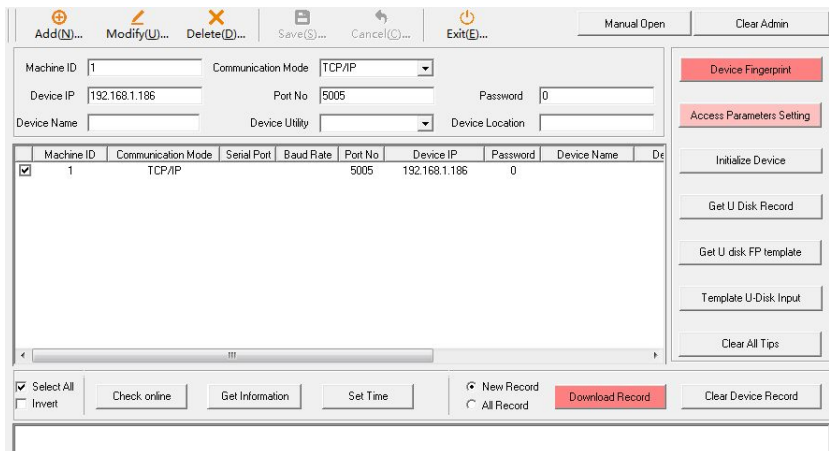 Add(N)... Modify(U)... Delete(D)... Save(S)... Cancel(C)... Exit(E)... Manual Open Clear Admin
Machine ID 1 Communication Mode TCP/IP
Device Fingerprint
Device IP 192.168.1.186 Port No 5005 Password 0
Device Name Device Utility Device Location
Access Parameters Setting
Machine ID Communication Mode Serial Port Baud Rate Port No Device IP Password Device Name De
1 TCP/IP 5005 192.168.1.186 0
Initialize Device
Get U Disk Record
Get U disk FP template
Template U-Disk Input
Clear All Tips
Select All
Invert
Check online Get Information Set Time
New Record
All Record
Download Record Clear Device Record